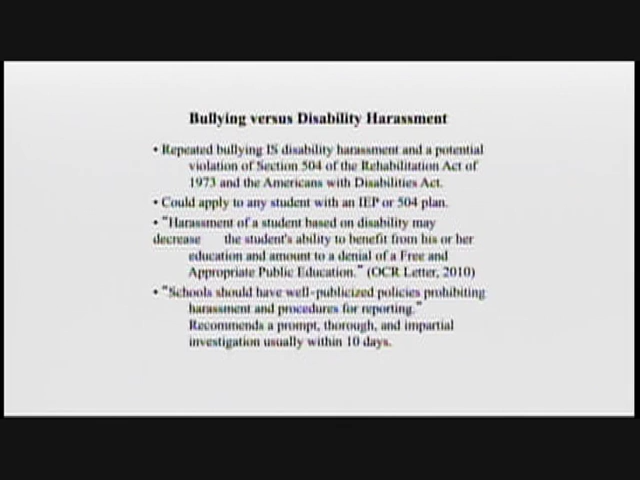 Bullying versus Disability Harassment
• Repeated bullying IS disability harassment and a potential
violation of Section 504 of the Rehabilitation Act of
1973 and the Americans with Disabilities Act.
• Could apply to any student with an IEP or 504 plan.
• "Harassment of a student based on disability may
decrease the student's ability to benefit from his or her
education and amount to a denial of a Free and
Appropriate Public Education." (OCR Letter, 2010)
• "Schools should have well-publicized policies prohibiting
harassment and procedures for reporting."
Recommends a prompt, thorough, and impartial
investigation usually within 10 days.